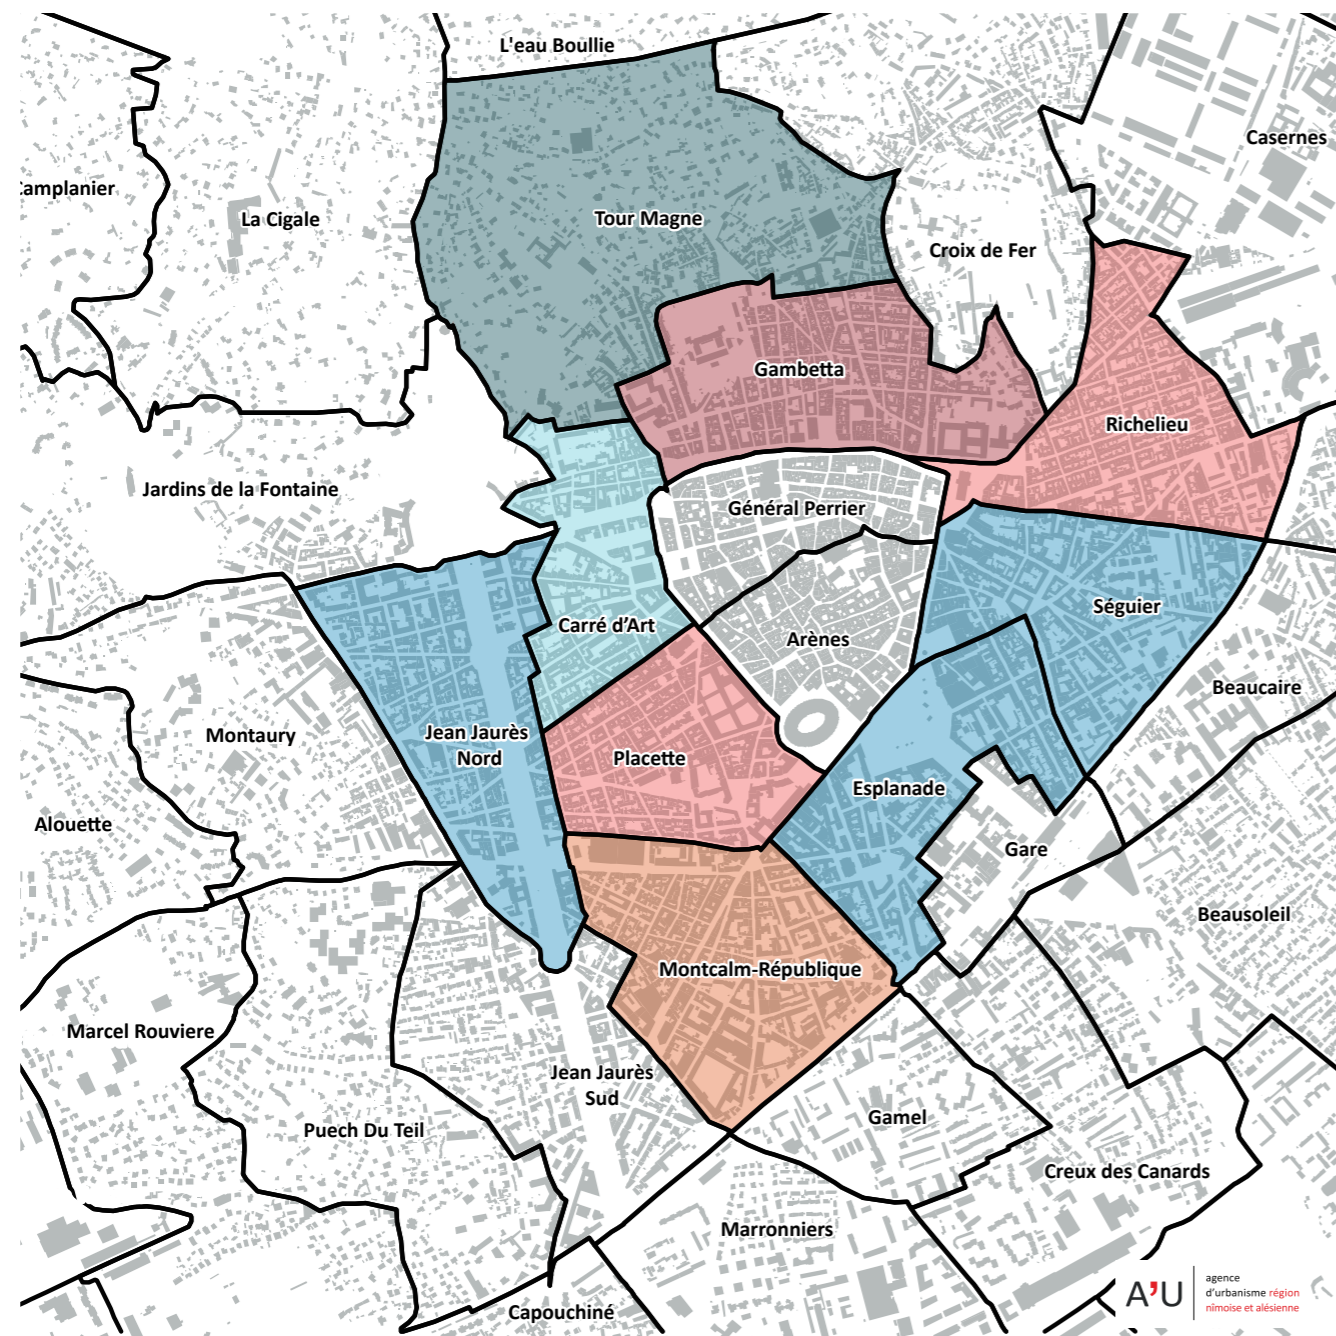 L'eau Boullie
Casernes
amplanier
La Cigale
Tour Magne
Croix de Fer
Gambetta
Richelieu
Jardins de la Fontaine
Général Perrier
Séguier
Carré d'Art
Arènes
Beaucaire
Montaury
Jean Jaurès
Nord
Placette
Esplanade
Alouette
Gare
Beausoleil
Montcalm-République
Marcel Rouviere
Jean Jaurès
Sud
Gamel
Puech Du Teil
Creux des Canards
Marronniers
Capouchiné
A'U
agence
d'urbanisme région
nîmoise et alésienne